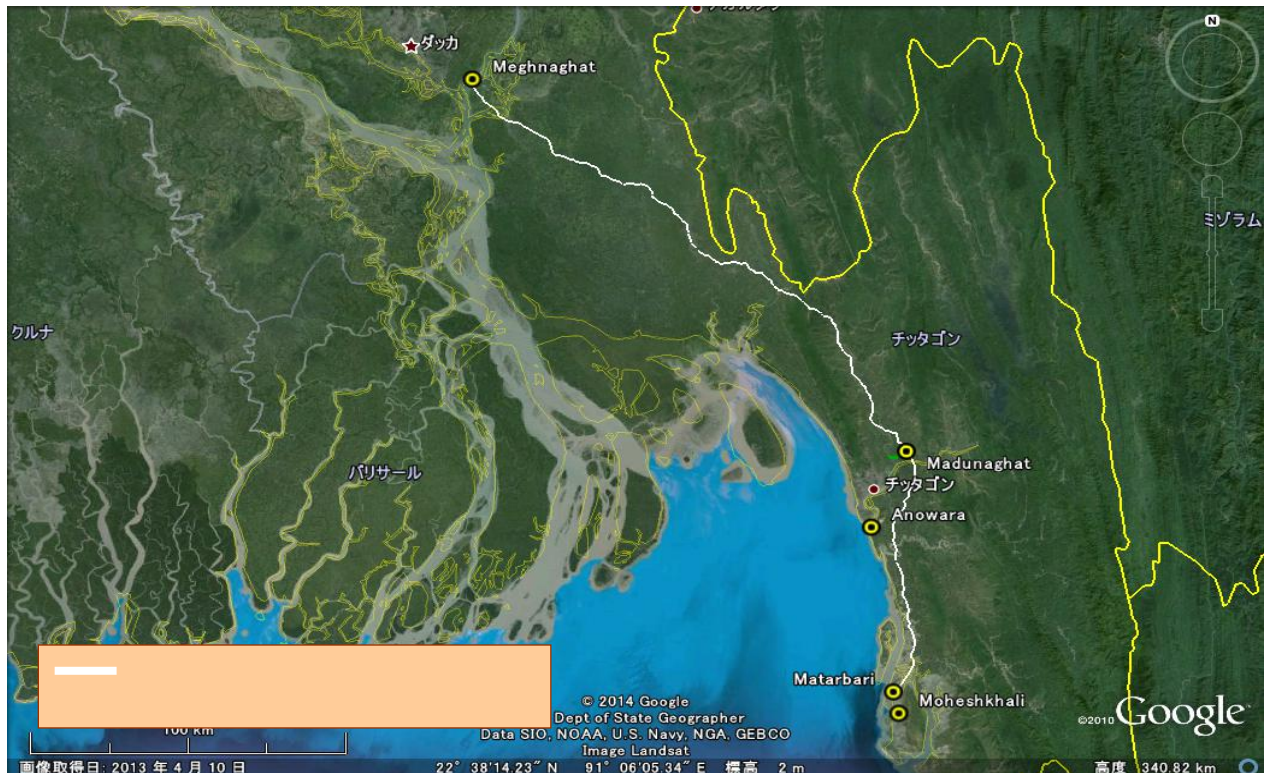 N
ダッカ
Meghnaghat
ミゾラム
クルナ
チッタゴン
バリサール
Madunaghat
チッタゴン
Anowara
Matarbari
Moheshkhali
© 2014 Google
Dept of State Geographer
Data SIO, NOAA, U.S. Navy, NGA, GEBCO
Image Landsat
©2010 Google
100 km
画像取得日: 2013 年 4 月 10 日 22° 38'14.23" N 91° 06'05.34" E 標高 2 m 高度 340.82 km